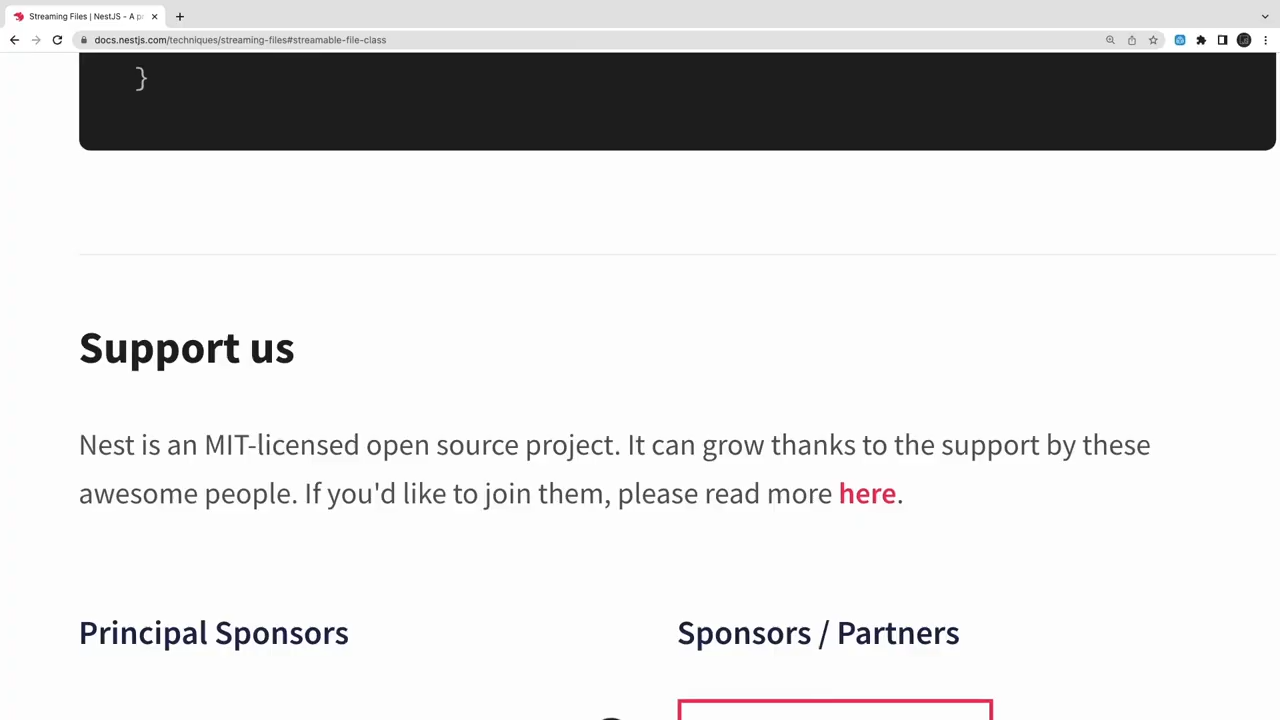 Streaming Files | NestJS - A pr
docs.nestjs.com/techniques/streaming-files#streamable-file-class
}
Support us
Nest is an MIT-licensed open source project. It can grow thanks to the support by these
awesome people. If you'd like to join them, please read more here.
Principal Sponsors
Sponsors / Partners